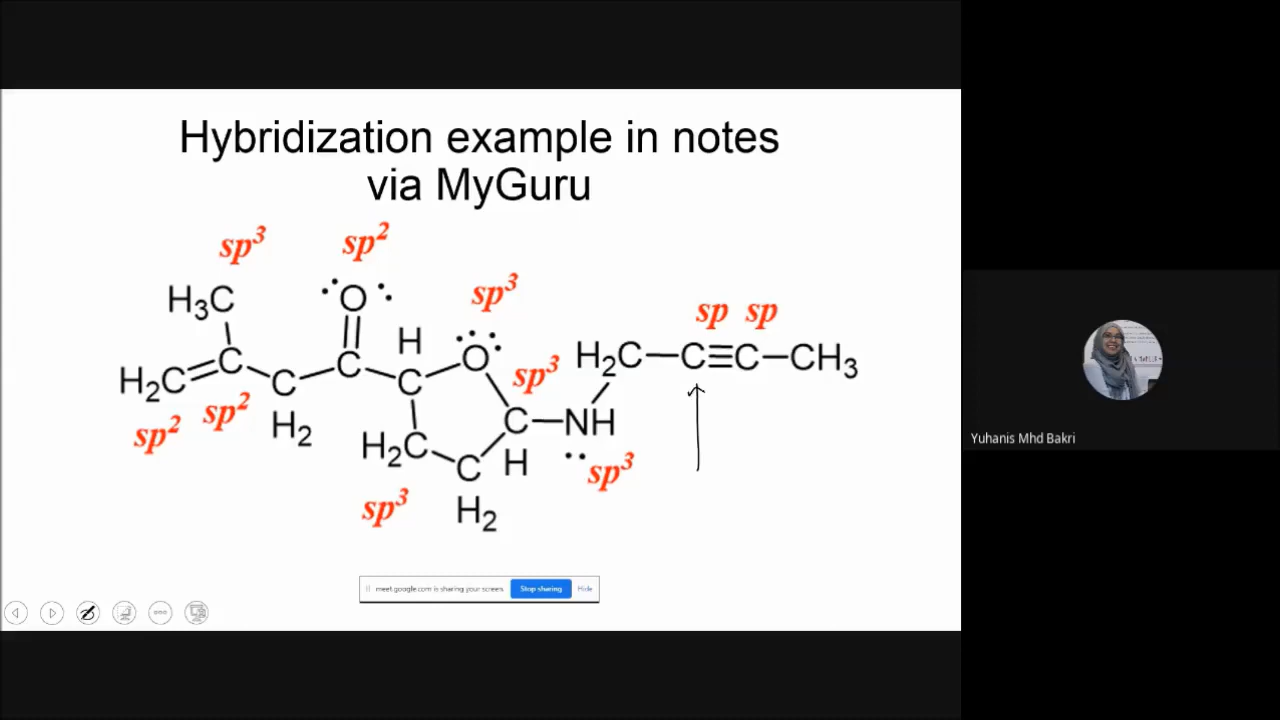 Hybridization example in notes
via MyGuru
sp³ sp²
H₃C O H O sp³
sp sp
H₂C C C C C sp³ H₂C C≡C CH₃
sp² sp² H₂ H₂C C C NH
H sp³
sp³ H₂
meet.google.com is sharing your screen. Stop sharing Hide
Yuhanis Mhd Bakri